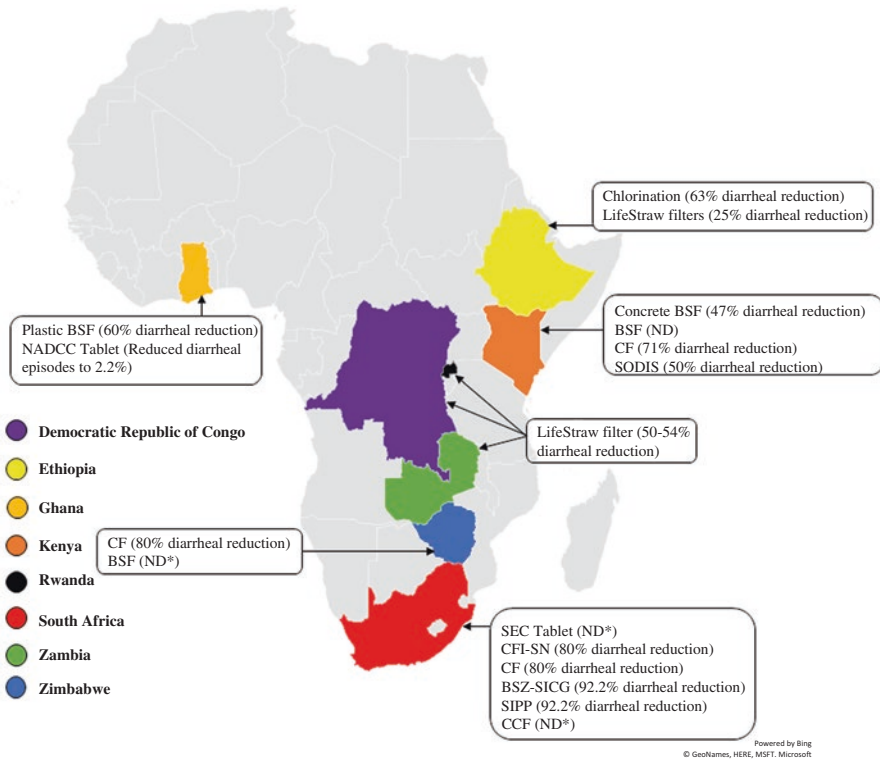 Chlorination (63% diarrheal reduction)
LifeStraw filters (25% diarrheal reduction)
Plastic BSF (60% diarrheal reduction)
NADCC Tablet (Reduced diarrheal
episodes to 2.2%)
Concrete BSF (47% diarrheal reduction)
BSF (ND)
CF (71% diarrheal reduction)
SODIS (50% diarrheal reduction)
LifeStraw filter (50-54%
diarrheal reduction)
Democratic Republic of Congo
Ethiopia
Ghana
Kenya
Rwanda
South Africa
Zambia
Zimbabwe
CF (80% diarrheal reduction)
BSF (ND*)
SEC Tablet (ND*)
CFI-SN (80% diarrheal reduction)
CF (80% diarrheal reduction)
BSZ-SICG (92.2% diarrheal reduction)
SIPP (92.2% diarrheal reduction)
CCF (ND*)
Powered by Bing
© GeoNames, HERE, MSFT. Microsoft